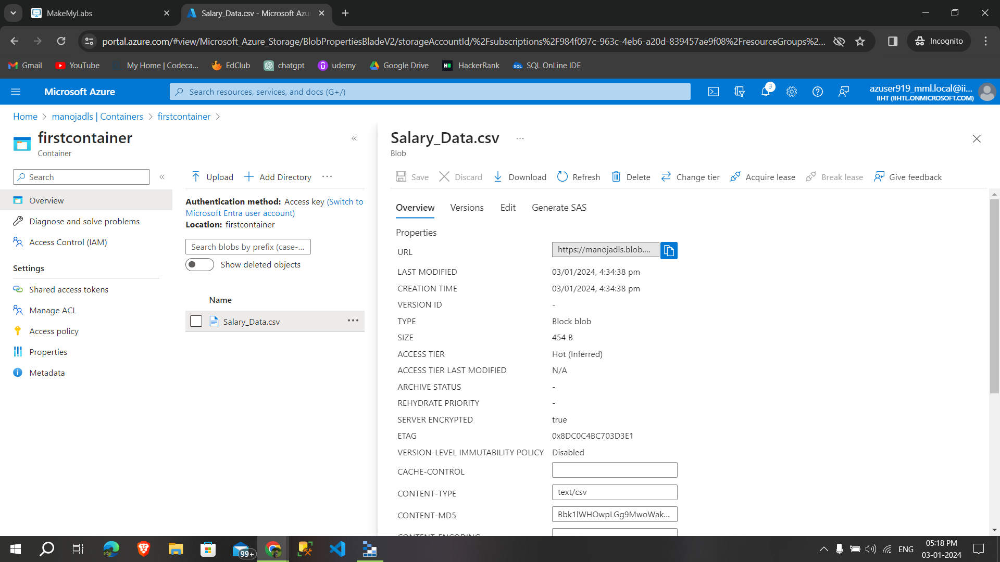 MakeMyLabs
Salary_Data.csv - Microsoft Azu
portal.azure.com/#view/Microsoft_Azure_Storage/BlobPropertiesBladeV2/storageAccountId/%2Fsubscriptions%2F984f097c-963c-4eb6-a20d-839457ae9f08%2FresourceGroups%2...
Incognito
Gmail
YouTube
My Home | Codeca...
EdClub
chatgpt
udemy
Google Drive
HackerRank
SQL OnLine IDE
Microsoft Azure
Search resources, services, and docs (G+/)
3
azuser919_mml.local@ii...
IIHT (IIHTL.ONMICROSOFT.COM)
Home > manojadls | Containers > firstcontainer >
firstcontainer
Container
Search
Overview
Diagnose and solve problems
Access Control (IAM)
Settings
Shared access tokens
Manage ACL
Access policy
Properties
Metadata
Upload
Add Directory
Authentication method: Access key (Switch to
Microsoft Entra user account)
Location: firstcontainer
Search blobs by prefix (case-...
Show deleted objects
Name
Salary_Data.csv
Salary_Data.csv
Blob
Save
Discard
Download
Refresh
Delete
Change tier
Acquire lease
Break lease
Give feedback
Overview
Versions
Edit
Generate SAS
Properties
URL https://manojadls.blob....
LAST MODIFIED 03/01/2024, 4:34:38 pm
CREATION TIME 03/01/2024, 4:34:38 pm
VERSION ID -
TYPE Block blob
SIZE 454 B
ACCESS TIER Hot (Inferred)
ACCESS TIER LAST MODIFIED N/A
ARCHIVE STATUS -
REHYDRATE PRIORITY -
SERVER ENCRYPTED true
ETAG 0x8DC0C4BC703D3E1
VERSION-LEVEL IMMUTABILITY POLICY Disabled
CACHE-CONTROL
CONTENT-TYPE text/csv
CONTENT-MD5 Bbk1lWHOwpLGg9MwoWak...
CONTENT-ENCODING
99+
ENG
05:18 PM
03-01-2024